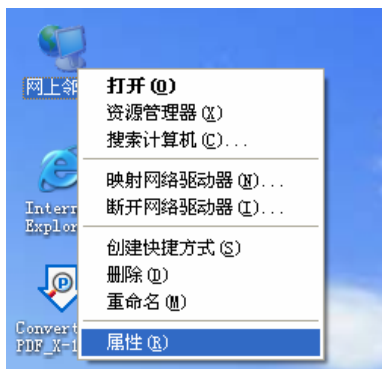 网上邻
打开(O)
资源管理器(X)
搜索计算机(C)...
映射网络驱动器(N)...
断开网络驱动器(I)...
创建快捷方式(S)
删除(D)
重命名(M)
属性(R)
Intern
Explor
Convert
PDF_X-1